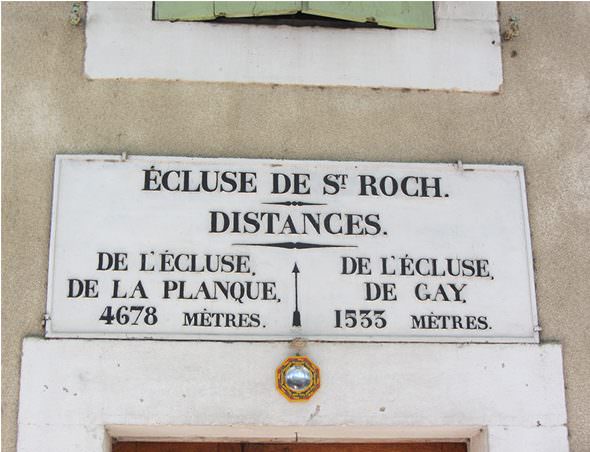 ÉCLUSE DE ST ROCH.
DISTANCES.
DE L'ÉCLUSE,
DE LA PLANQUE,
4678 MÈTRES.
DE L'ÉCLUSE,
DE GAY,
1533 MÈTRES.